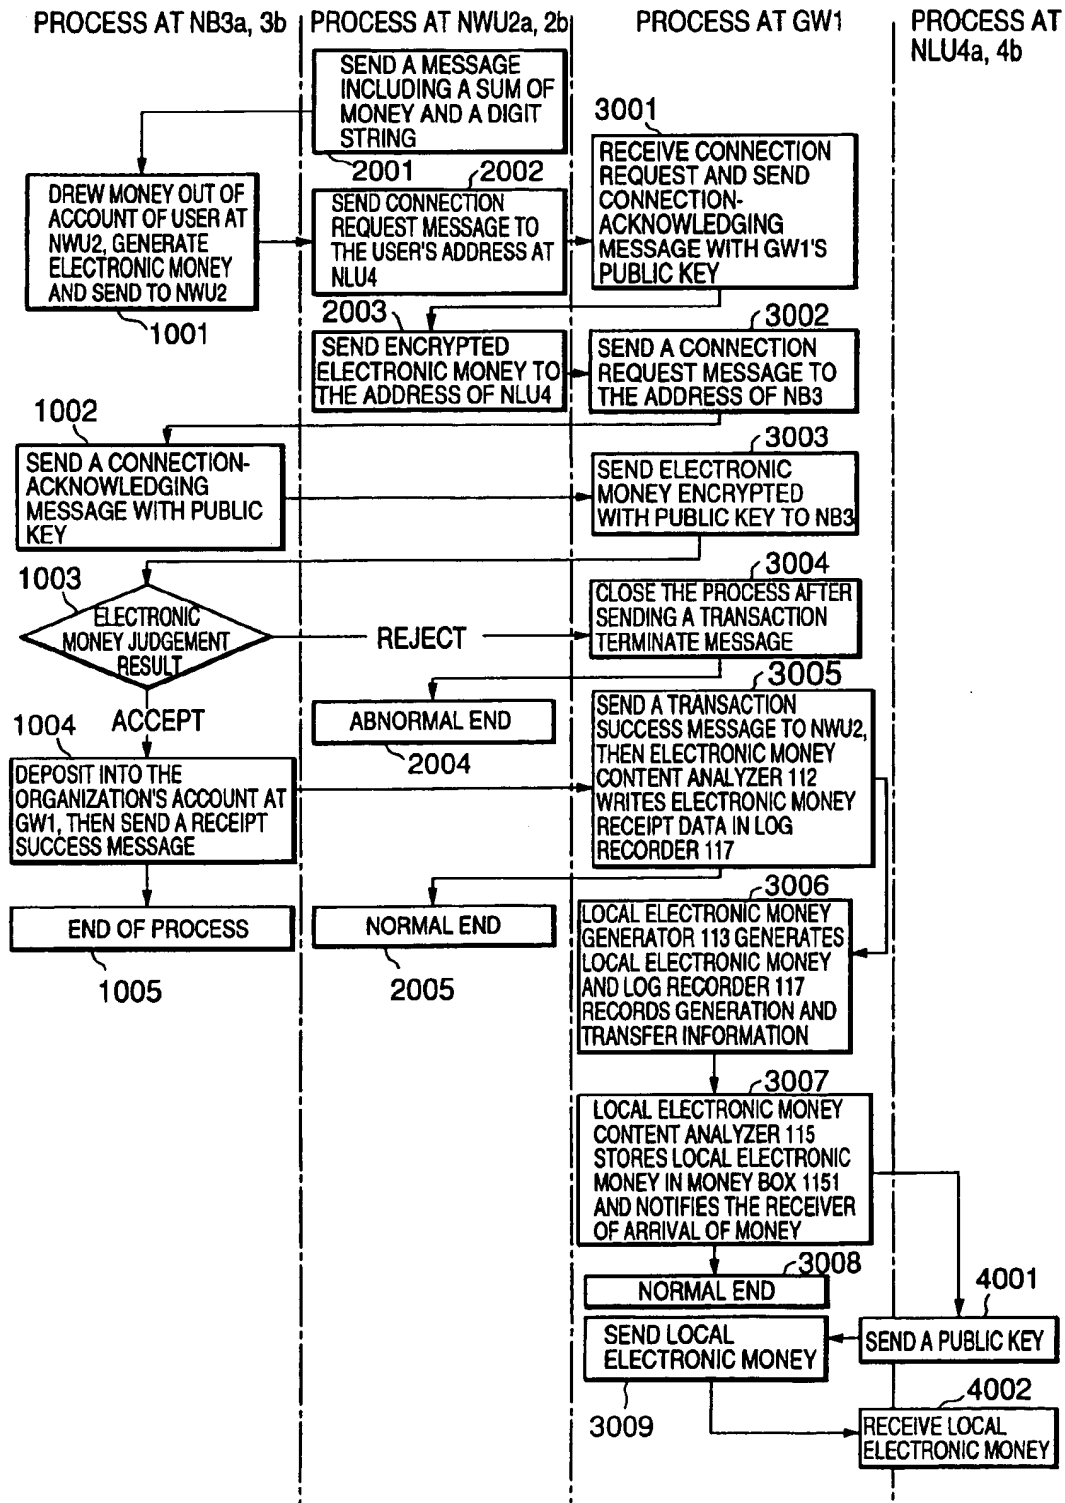 PROCESS AT NB3a, 3b
PROCESS AT NWU2a, 2b
PROCESS AT GW1
PROCESS AT
NLU4a, 4b
SEND A MESSAGE
INCLUDING A SUM OF
MONEY AND A DIGIT
STRING
2001
DREW MONEY OUT OF
ACCOUNT OF USER AT
NWU2, GENERATE
ELECTRONIC MONEY
AND SEND TO NWU2
1001
2002
SEND CONNECTION
REQUEST MESSAGE TO
THE USER'S ADDRESS AT
NLU4
3001
RECEIVE CONNECTION
REQUEST AND SEND
CONNECTION-
ACKNOWLEDGING
MESSAGE WITH GW1'S
PUBLIC KEY
2003
SEND ENCRYPTED
ELECTRONIC MONEY TO
THE ADDRESS OF NLU4
3002
SEND A CONNECTION
REQUEST MESSAGE TO
THE ADDRESS OF NB3
1002
SEND A CONNECTION-
ACKNOWLEDGING
MESSAGE WITH PUBLIC
KEY
3003
SEND ELECTRONIC
MONEY ENCRYPTED
WITH PUBLIC KEY TO NB3
1003
ELECTRONIC
MONEY JUDGEMENT
RESULT
REJECT
3004
CLOSE THE PROCESS AFTER
SENDING A TRANSACTION
TERMINATE MESSAGE
ABNORMAL END
2004
ACCEPT
1004
DEPOSIT INTO THE
ORGANIZATION'S ACCOUNT AT
GW1, THEN SEND A RECEIPT
SUCCESS MESSAGE
3005
SEND A TRANSACTION
SUCCESS MESSAGE TO NWU2,
THEN ELECTRONIC MONEY
CONTENT ANALYZER 112
WRITES ELECTRONIC MONEY
RECEIPT DATA IN LOG
RECORDER 117
END OF PROCESS
1005
NORMAL END
2005
3006
LOCAL ELECTRONIC MONEY
GENERATOR 113 GENERATES
LOCAL ELECTRONIC MONEY
AND LOG RECORDER 117
RECORDS GENERATION AND
TRANSFER INFORMATION
3007
LOCAL ELECTRONIC MONEY
CONTENT ANALYZER 115
STORES LOCAL ELECTRONIC
MONEY IN MONEY BOX 1151
AND NOTIFIES THE RECEIVER
OF ARRIVAL OF MONEY
3008
NORMAL END
4001
SEND A PUBLIC KEY
SEND LOCAL
ELECTRONIC MONEY
3009
4002
RECEIVE LOCAL
ELECTRONIC MONEY